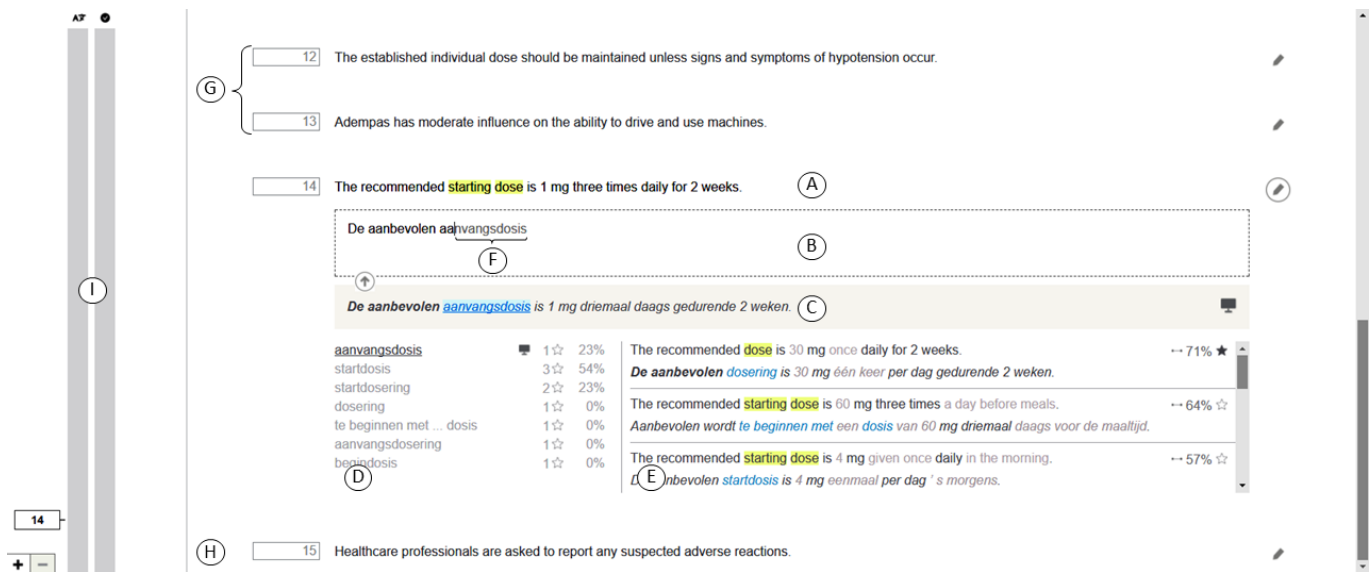 G
12 The established individual dose should be maintained unless signs and symptoms of hypotension occur.
13 Adempas has moderate influence on the ability to drive and use machines.
14 The recommended starting dose is 1 mg three times daily for 2 weeks. A
De aanbevolen aanvangsdosis B
F
I
De aanbevolen aanvangsdosis is 1 mg driemaal daags gedurende 2 weken. C
aanvangsdosis 1☆ 23%
startdosis 3☆ 54%
startdosering 2☆ 23%
dosering 1☆ 0%
te beginnen met ... dosis 1☆ 0%
aanvangsdosering 1☆ 0%
begindosis 1☆ 0%
D
The recommended dose is 30 mg once daily for 2 weeks. ↔ 71% ★
De aanbevolen dosering is 30 mg één keer per dag gedurende 2 weken.
The recommended starting dose is 60 mg three times a day before meals. ↔ 64% ☆
Aanbevolen wordt te beginnen met een dosis van 60 mg driemaal daags voor de maaltijd.
The recommended starting dose is 4 mg given once daily in the morning. ↔ 57% ☆
E nbevolen startdosis is 4 mg eenmaal per dag ' s morgens.
14
H 15 Healthcare professionals are asked to report any suspected adverse reactions.
+ −